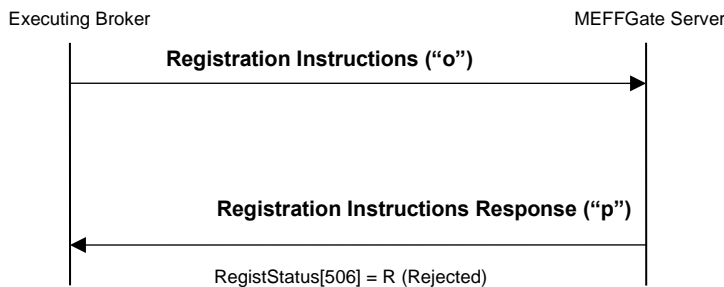 Executing Broker
MEFFGate Server
Registration Instructions (“o”)
Registration Instructions Response (“p”)
RegistStatus[506] = R (Rejected)